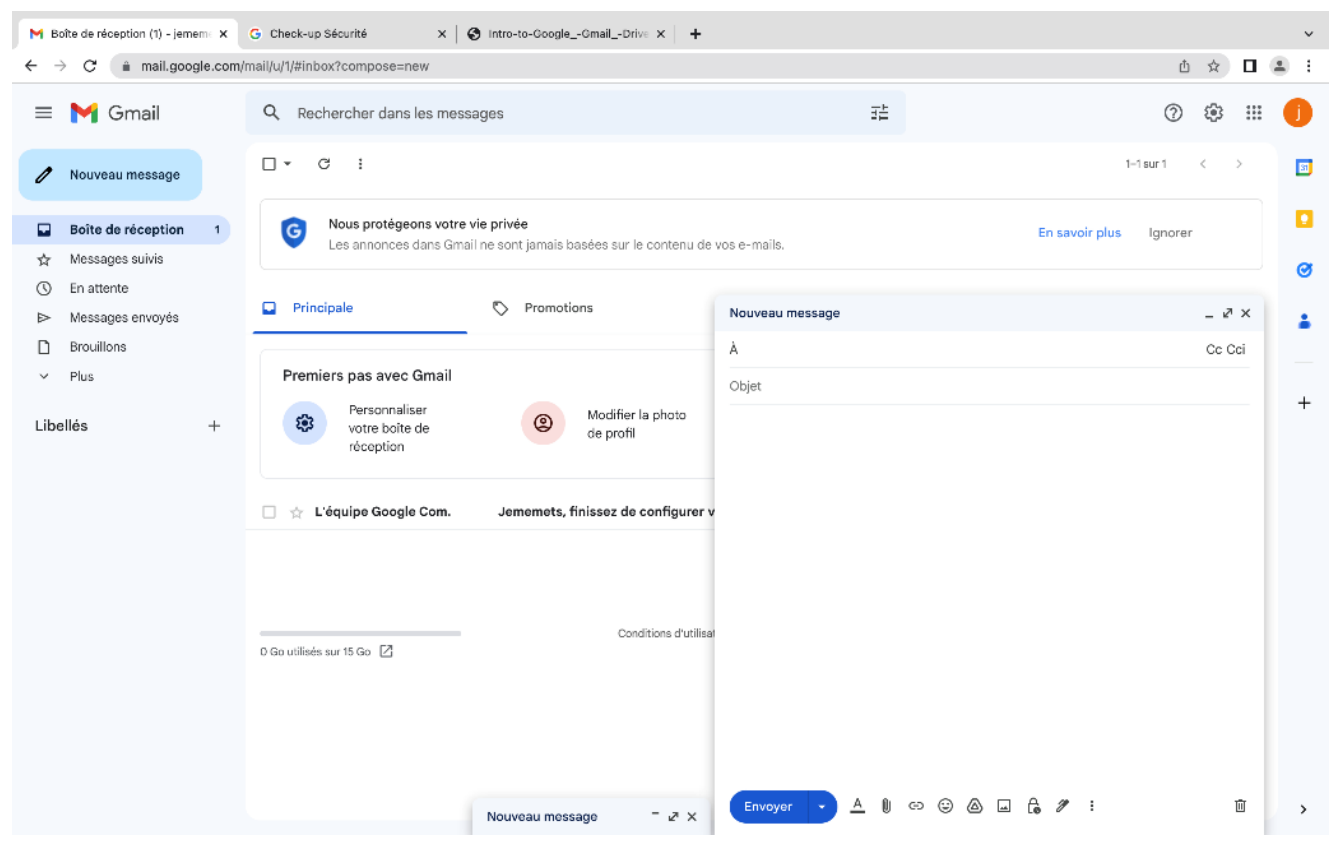 Boîte de réception (1) - jemem
Check-up Sécurité
Intro-to-Google_-Gmail_-Drive
mail.google.com/mail/u/1/#inbox?compose=new
Gmail
Rechercher dans les messages
j
Nouveau message
1–1 sur 1
31
Boîte de réception 1
Messages suivis
En attente
Messages envoyés
Brouillons
Plus
Libellés
G
Nous protégeons votre vie privée
Les annonces dans Gmail ne sont jamais basées sur le contenu de vos e-mails.
En savoir plus Ignorer
Principale
Promotions
Premiers pas avec Gmail
Personnaliser
votre boîte de
réception
Modifier la photo
de profil
L'équipe Google Com. Jememets, finissez de configurer v
Conditions d'utilisat
0 Go utilisés sur 15 Go
Nouveau message
Nouveau message
À Cc Cci
Objet
Envoyer